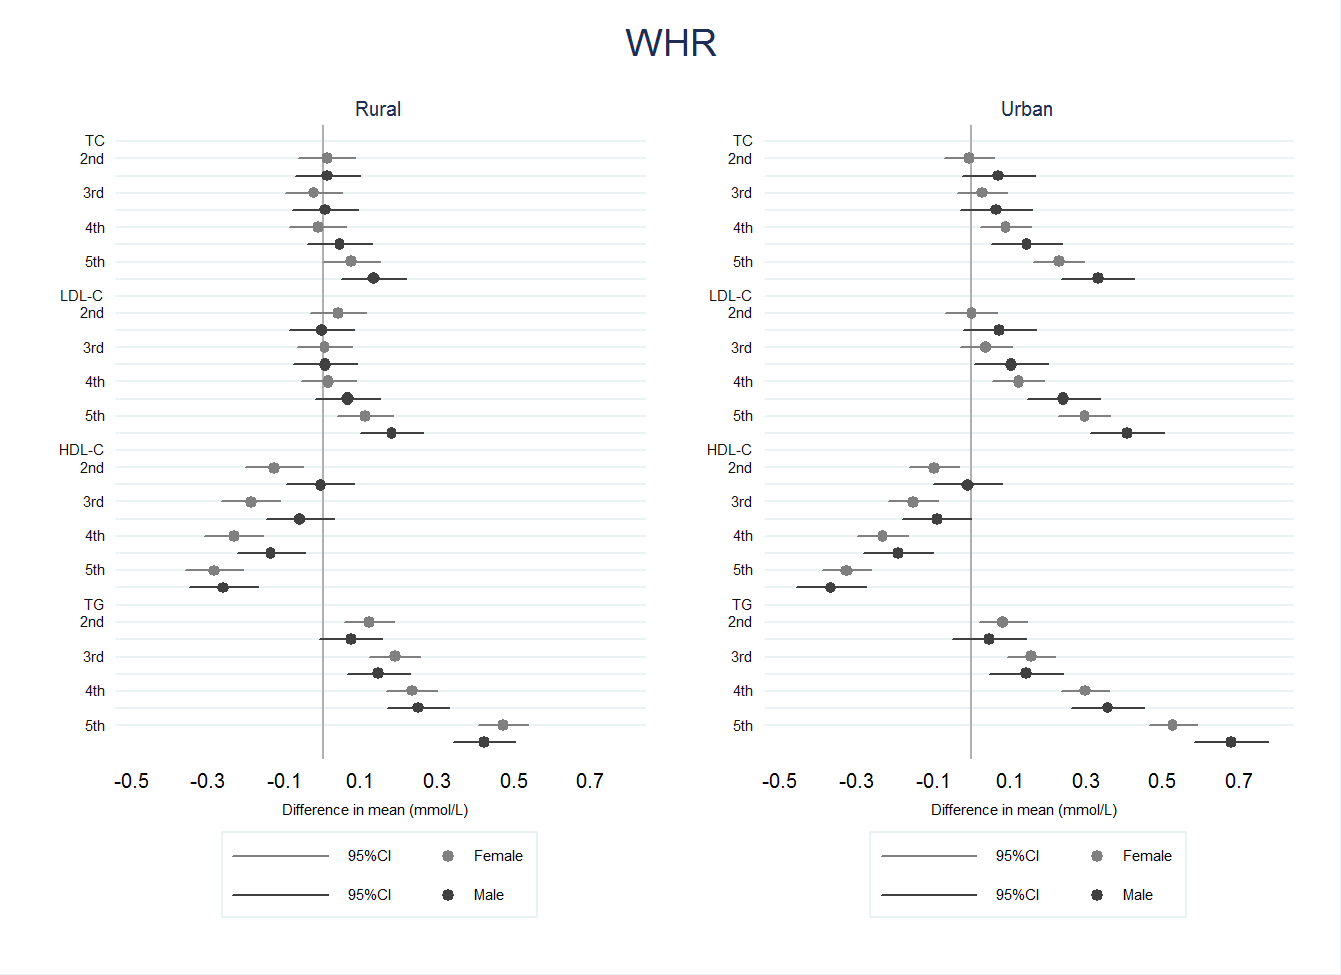 WHR
Rural
TC
2nd
3rd
4th
5th
LDL-C
2nd
3rd
4th
5th
HDL-C
2nd
3rd
4th
5th
TG
2nd
3rd
4th
5th
-0.5 -0.3 -0.1 0.1 0.3 0.5 0.7
Difference in mean (mmol/L)
95%CI Female
95%CI Male
Urban
TC
2nd
3rd
4th
5th
LDL-C
2nd
3rd
4th
5th
HDL-C
2nd
3rd
4th
5th
TG
2nd
3rd
4th
5th
-0.5 -0.3 -0.1 0.1 0.3 0.5 0.7
Difference in mean (mmol/L)
95%CI Female
95%CI Male